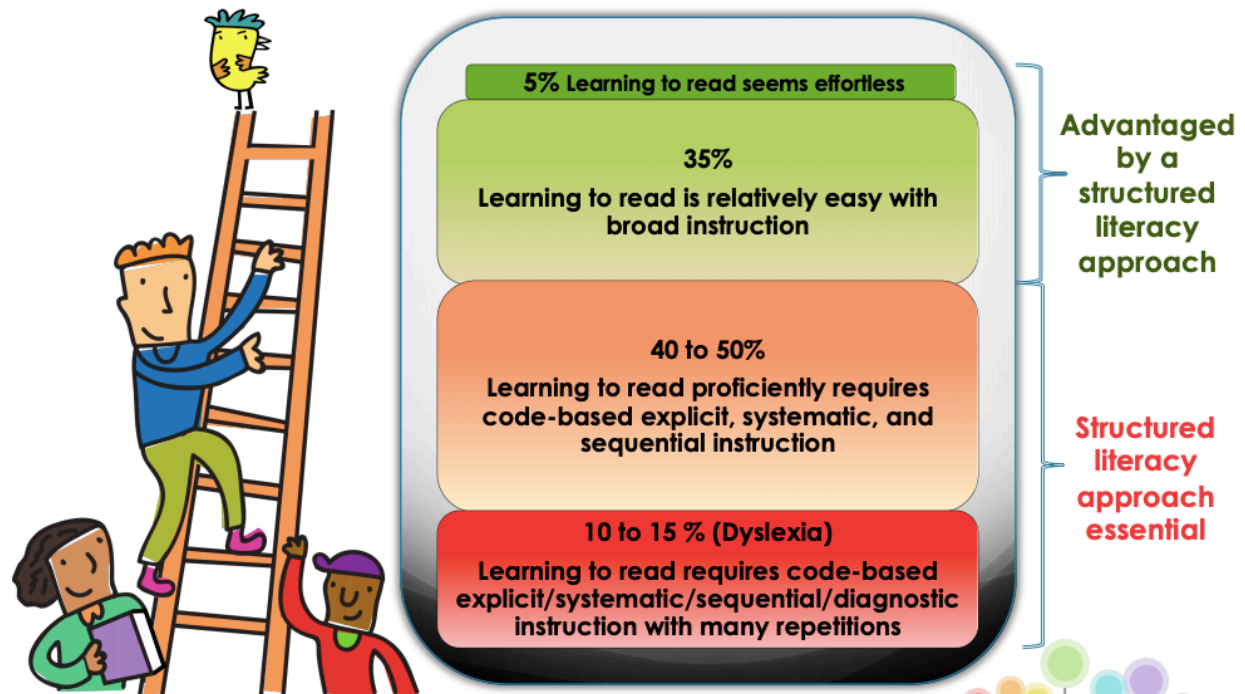 5% Learning to read seems effortless
35%
Learning to read is relatively easy with
broad instruction
40 to 50%
Learning to read proficiently requires
code-based explicit, systematic, and
sequential instruction
10 to 15 % (Dyslexia)
Learning to read requires code-based
explicit/systematic/sequential/diagnostic
instruction with many repetitions
Advantaged
by a
structured
literacy
approach
Structured
literacy
approach
essential